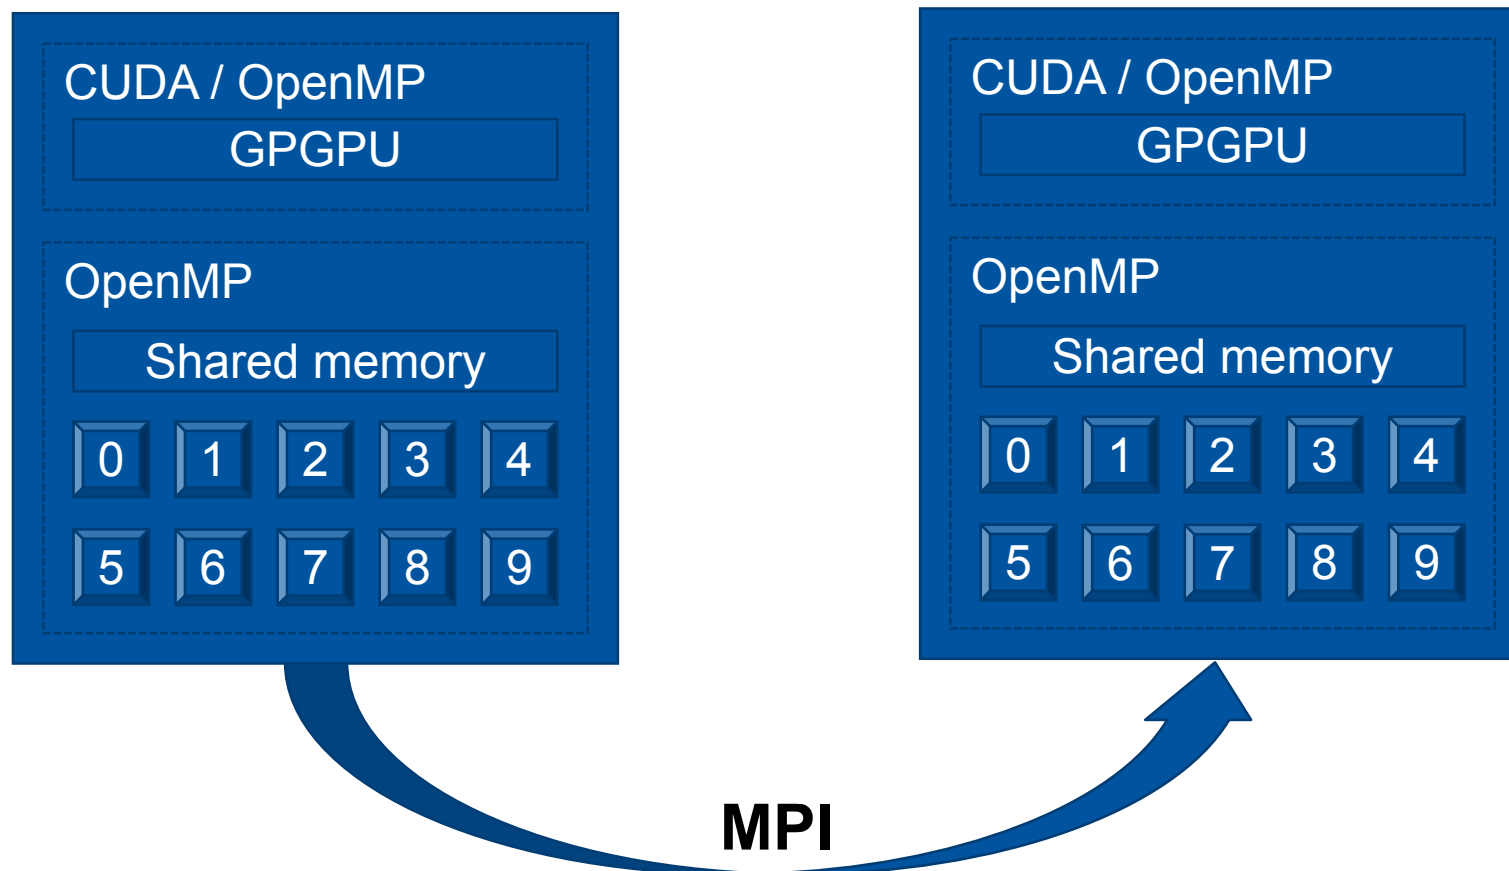 CUDA / OpenMP
GPGPU
OpenMP
Shared memory
0 1 2 3 4
5 6 7 8 9
CUDA / OpenMP
GPGPU
OpenMP
Shared memory
0 1 2 3 4
5 6 7 8 9
MPI